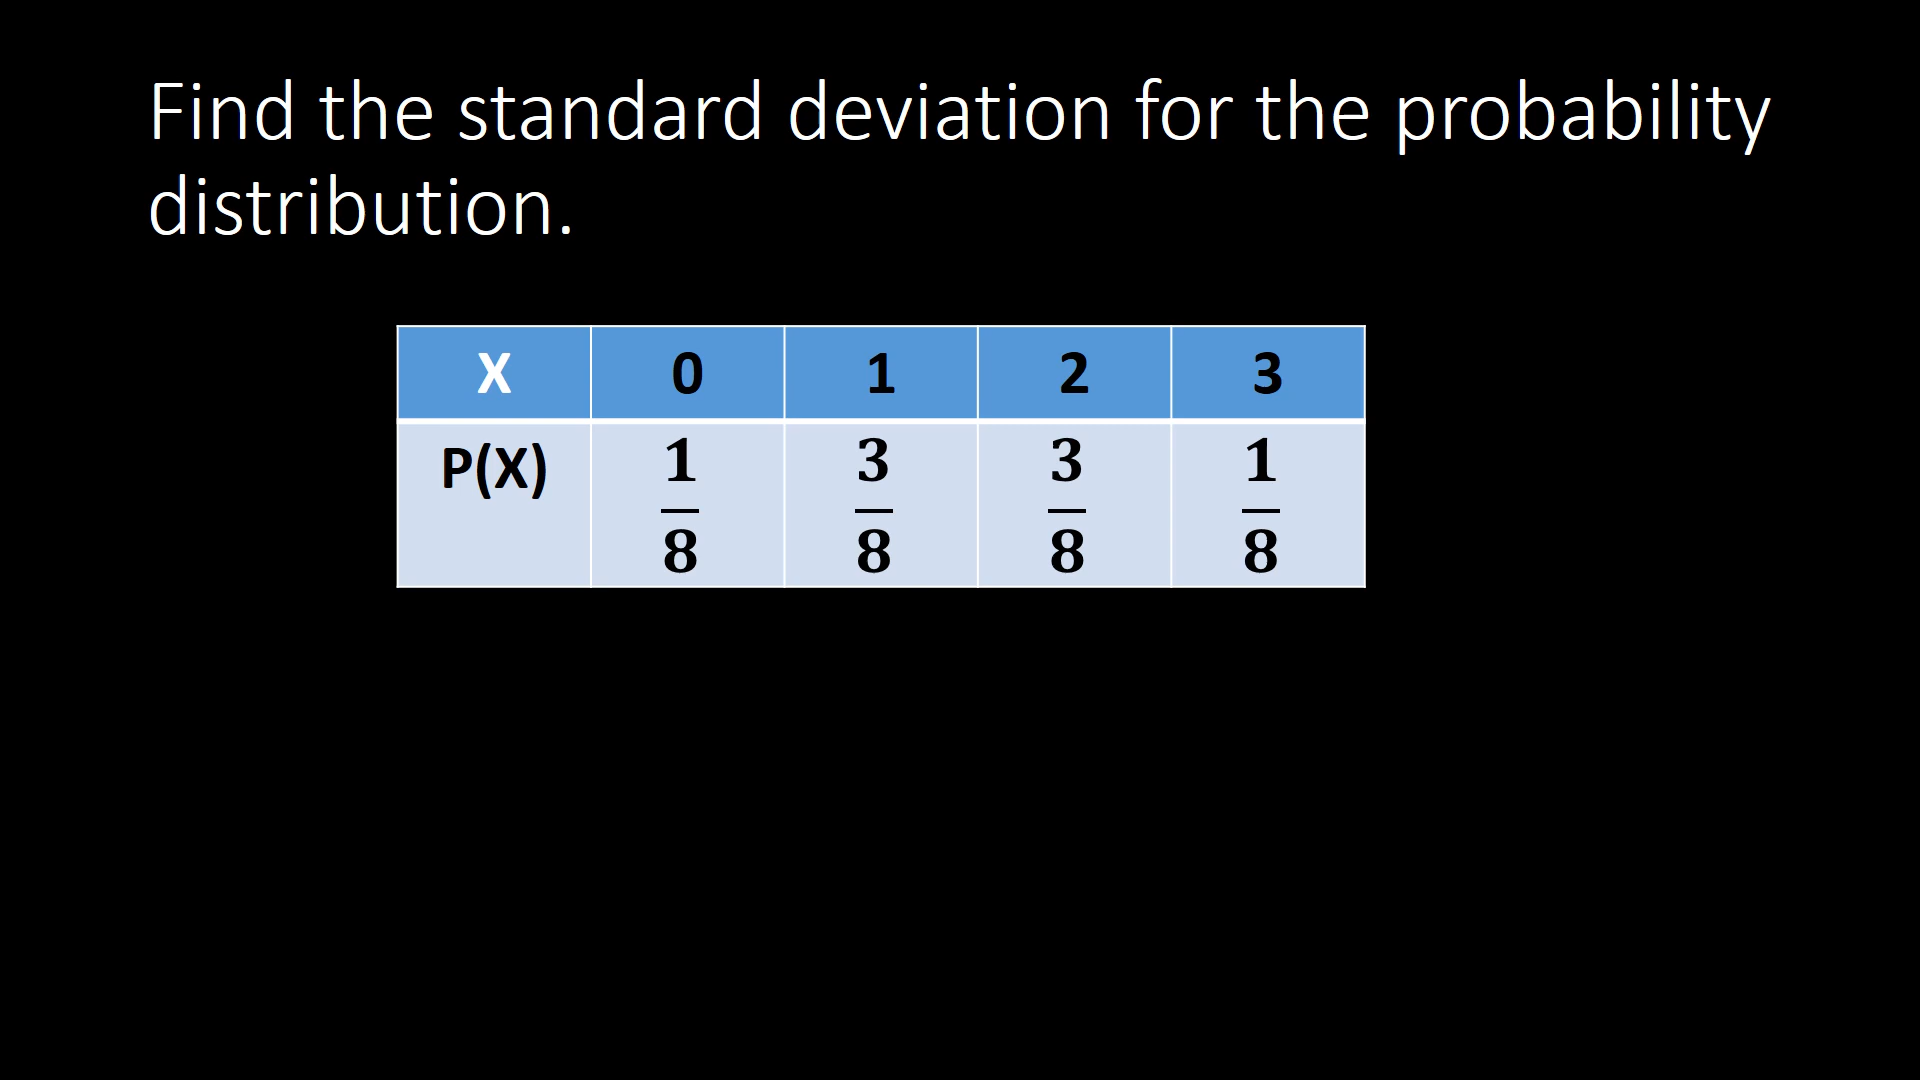 Find the standard deviation for the probability
distribution.
X 0 1 2 3
P(X) 1/8 3/8 3/8 1/8